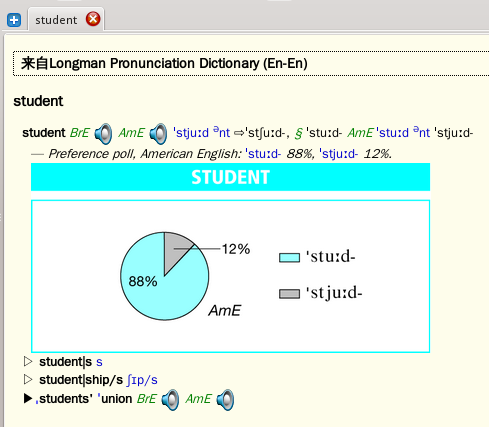 student
来自Longman Pronunciation Dictionary (En-En)
student
student BrE AmE ˈstjuːd ᵊnt ⇨ˈstʃuːd-, § ˈstuːd- AmE ˈstuːd ᵊnt ˈstjuːd-
— Preference poll, American English: ˈstuːd- 88%, ˈstjuːd- 12%.
STUDENT
12%
88%
AmE
ˈstuːd-
ˈstjuːd-
▷ student|s s
▷ student|ship/s ʃɪp/s
▶ ˌstudents' ˈunion BrE AmE